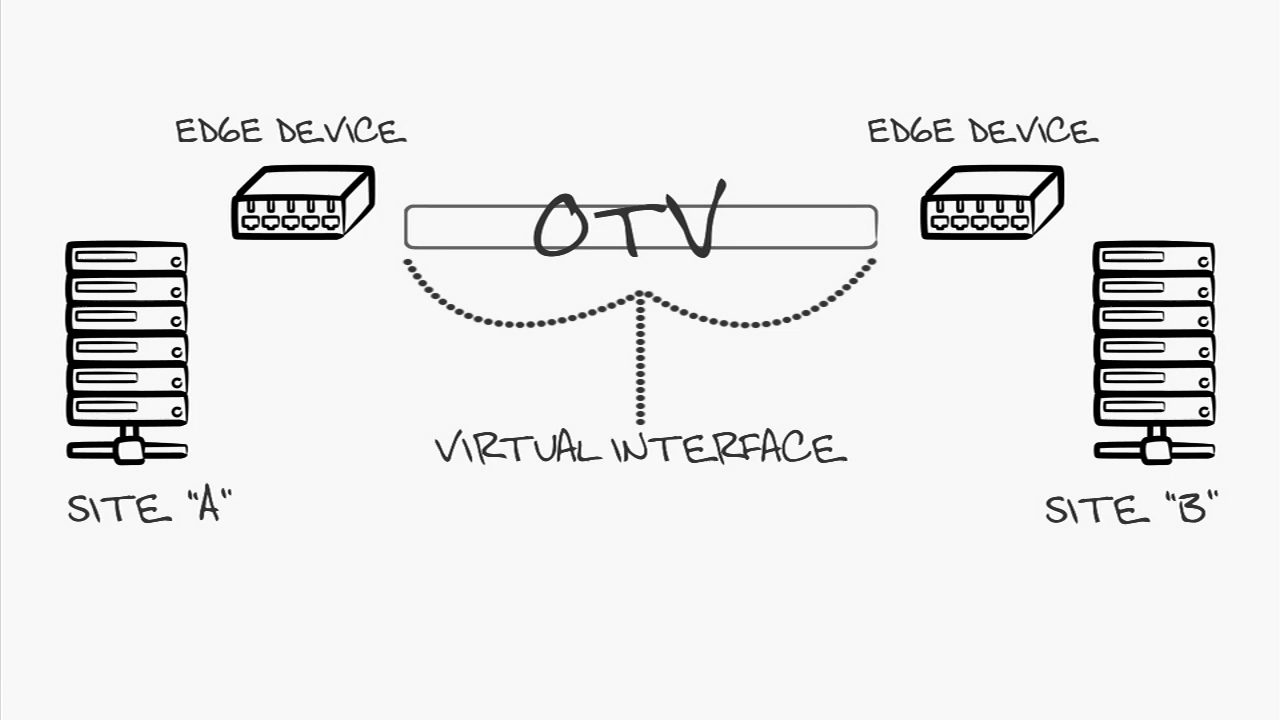 EDGE DEVICE
EDGE DEVICE
OTV
VIRTUAL INTERFACE
SITE "A"
SITE "B"